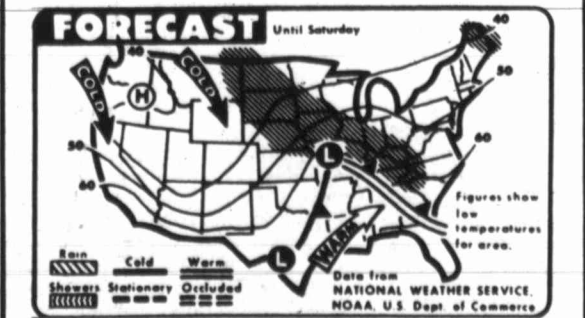 FORECAST Until Saturday
40
40
COLD
COLD
H
50
50
60
60
L
L
WARM
Figures show
low
temperatures
for area.
Rain Cold Warm
Showers Stationary Occluded
Data from
NATIONAL WEATHER SERVICE,
NOAA, U.S. Dept. of Commerce